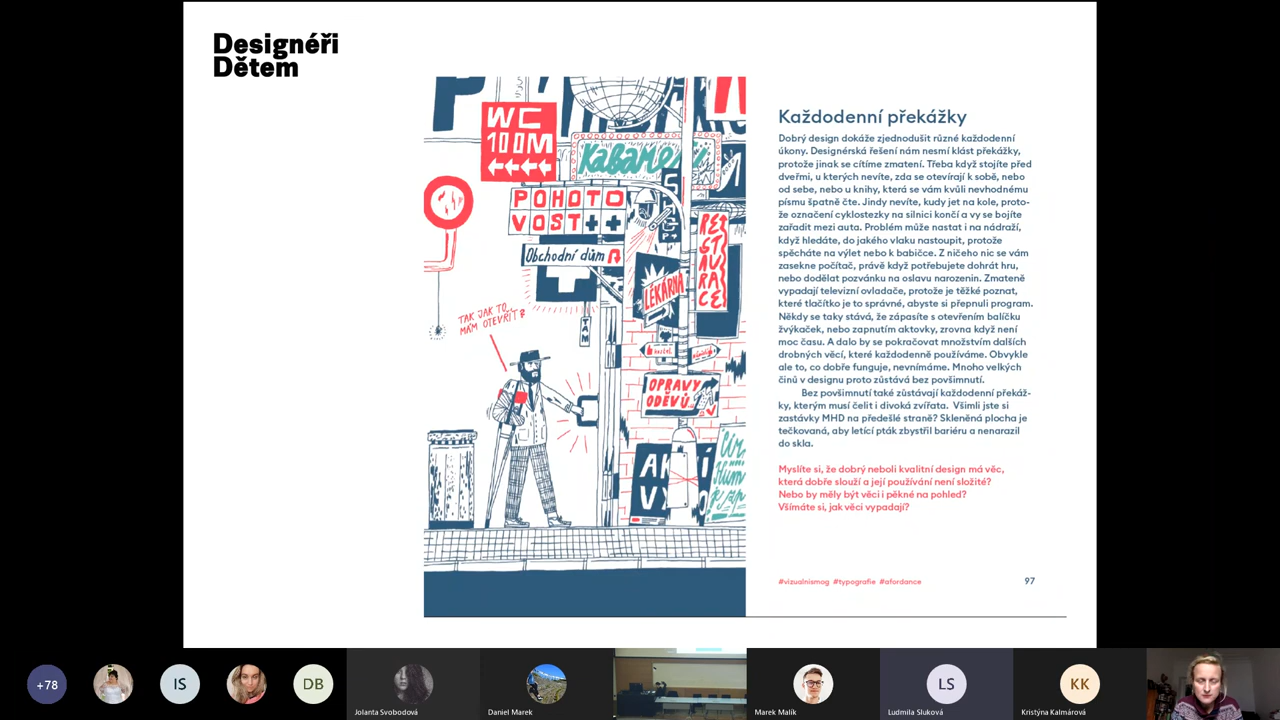 Designéři
Dětem
WC
100M
Kabaret
POHOTO
VOST++
Obchodní dům
RESTAURACE
LÉKÁRNA
TAK JAK TO
MÁM OTEVŘÍT?
OPRAVY
ODĚVŮ
Každodenní překážky
Dobrý design dokáže zjednodušit různé každodenní
úkony. Designérská řešení nám nesmí klást překážky,
protože jinak se cítíme zmatení. Třeba když stojíte před
dveřmi, u kterých nevíte, zda se otevírají k sobě, nebo
od sebe, nebo u knihy, která se vám kvůli nevhodnému
písmu špatně čte. Jindy nevíte, kudy jet na kole, proto-
že označení cyklostezky na silnici končí a vy se bojíte
zařadit mezi auta. Problém může nastat i na nádraží,
když hledáte, do jakého vlaku nastoupit, protože
spěcháte na výlet nebo k babičce. Z ničeho nic se vám
zasekne počítač, právě když potřebujete dohrát hru,
nebo dodělat pozvánku na oslavu narozenin. Zmateně
vypadají televizní ovladače, protože je těžké poznat,
které tlačítko je to správné, abyste si přepnuli program.
Někdy se taky stává, že zápasíte s otevřením balíčku
žvýkaček, nebo zapnutím aktovky, zrovna když není
moc času. A dalo by se pokračovat množstvím dalších
drobných věcí, které každodenně používáme. Obvykle
ale to, co dobře funguje, nevnímáme. Mnoho velkých
činů v designu proto zůstává bez povšimnutí.
Bez povšimnutí také zůstávají každodenní překáž-
ky, kterým musí čelit i divoká zvířata. Všimli jste si
zastávky MHD na předešlé straně? Skleněná plocha je
tečkovaná, aby letící pták zbystřil bariéru a nenarazil
do skla.
Myslíte si, že dobrý neboli kvalitní design má věc,
která dobře slouží a její používání není složité?
Nebo by měly být věci i pěkné na pohled?
Všímáte si, jak věci vypadají?
#vizualnismog #typografie #afordance
97
+78
IS
DB
LS
KK
Jolanta Svobodová
Daniel Marek
Marek Malík
Ludmila Sluková
Kristýna Kalmárová